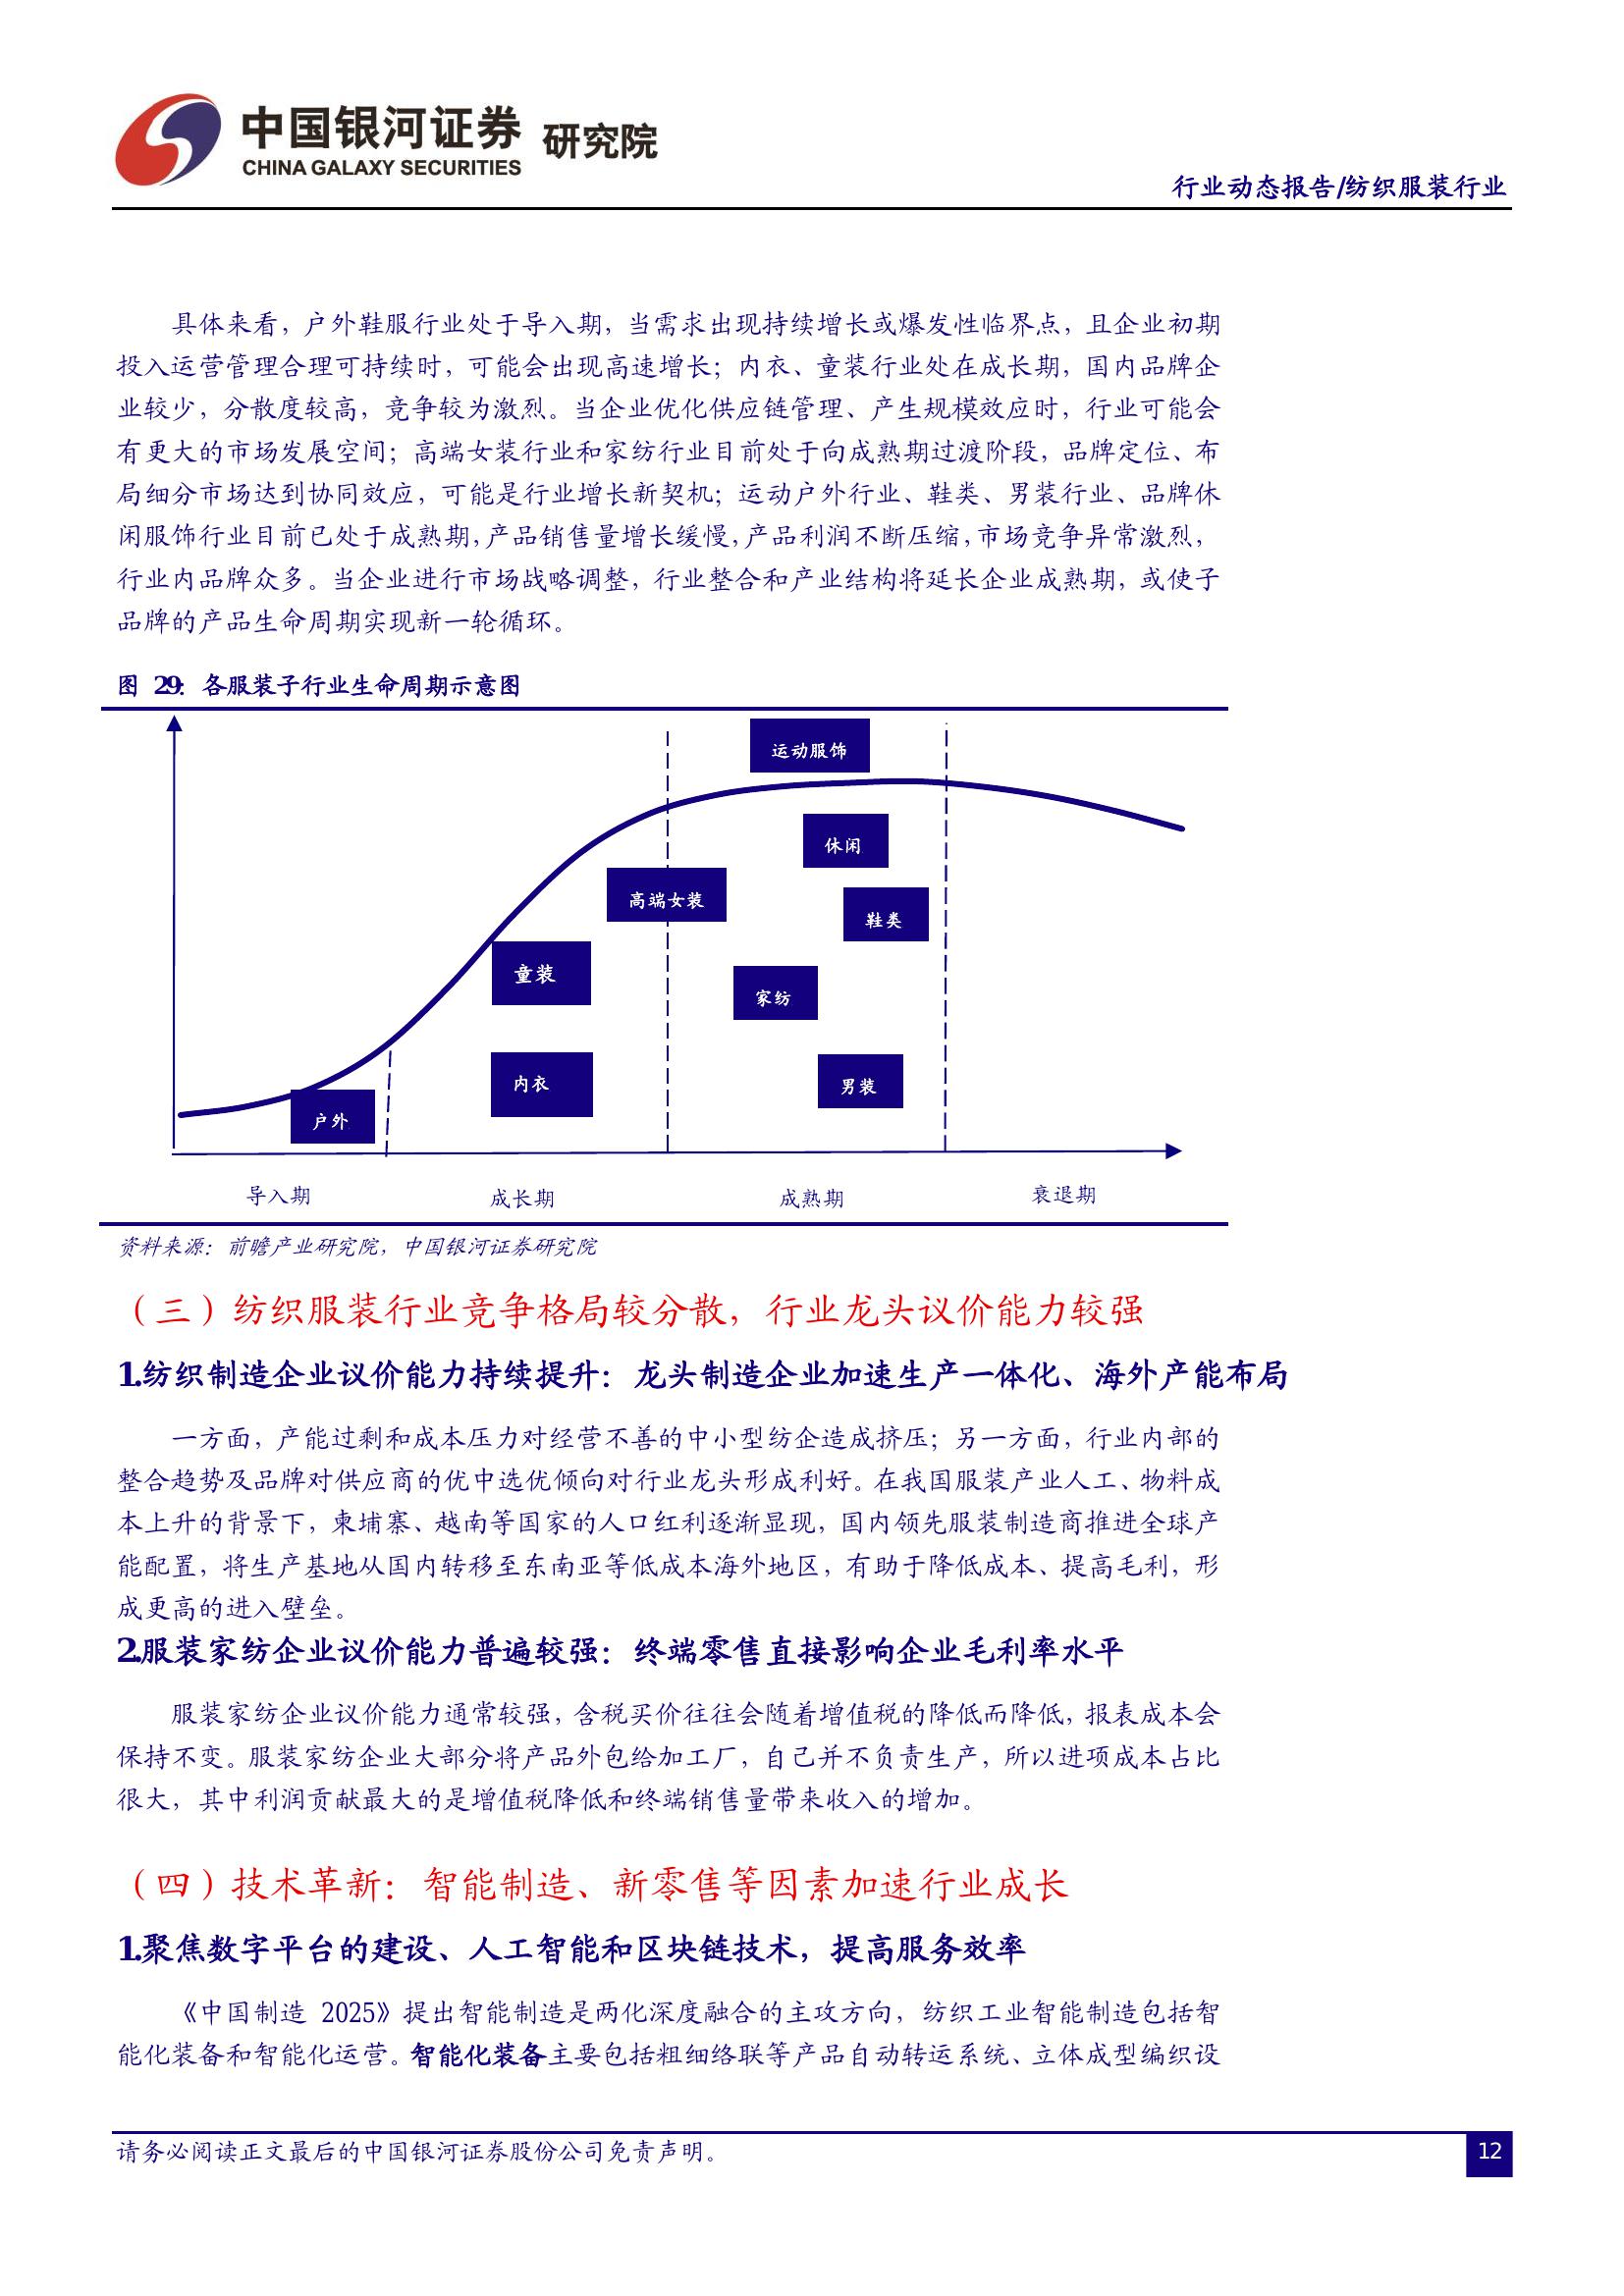 中国银河证券 研究院
CHINA GALAXY SECURITIES
行业动态报告/纺织服装行业
具体来看，户外鞋服行业处于导入期，当需求出现持续增长或爆发性临界点，且企业初期
投入运营管理合理可持续时，可能会出现高速增长；内衣、童装行业处在成长期，国内品牌企
业较少，分散度较高，竞争较为激烈。当企业优化供应链管理、产生规模效应时，行业可能会
有更大的市场发展空间；高端女装行业和家纺行业目前处于向成熟期过渡阶段，品牌定位、布
局细分市场达到协同效应，可能是行业增长新契机；运动户外行业、鞋类、男装行业、品牌休
闲服饰行业目前已处于成熟期，产品销售量增长缓慢，产品利润不断压缩，市场竞争异常激烈，
行业内品牌众多。当企业进行市场战略调整，行业整合和产业结构将延长企业成熟期，或使子
品牌的产品生命周期实现新一轮循环。
图 29：各服装子行业生命周期示意图
运动服饰
休闲
高端女装
鞋类
童装
家纺
内衣
男装
户外
导入期
成长期
成熟期
衰退期
资料来源：前瞻产业研究院，中国银河证券研究院
（三）纺织服装行业竞争格局较分散，行业龙头议价能力较强
1.纺织制造企业议价能力持续提升：龙头制造企业加速生产一体化、海外产能布局
一方面，产能过剩和成本压力对经营不善的中小型纺企造成挤压；另一方面，行业内部的
整合趋势及品牌对供应商的优中选优倾向对行业龙头形成利好。在我国服装产业人工、物料成
本上升的背景下，柬埔寨、越南等国家的人口红利逐渐显现，国内领先服装制造商推进全球产
能配置，将生产基地从国内转移至东南亚等低成本海外地区，有助于降低成本、提高毛利，形
成更高的进入壁垒。
2.服装家纺企业议价能力普遍较强：终端零售直接影响企业毛利率水平
服装家纺企业议价能力通常较强，含税买价往往会随着增值税的降低而降低，报表成本会
保持不变。服装家纺企业大部分将产品外包给加工厂，自己并不负责生产，所以进项成本占比
很大，其中利润贡献最大的是增值税降低和终端销售量带来收入的增加。
（四）技术革新：智能制造、新零售等因素加速行业成长
1.聚焦数字平台的建设、人工智能和区块链技术，提高服务效率
《中国制造 2025》提出智能制造是两化深度融合的主攻方向，纺织工业智能制造包括智
能化装备和智能化运营。智能化装备主要包括粗细络联等产品自动转运系统、立体成型编织设
请务必阅读正文最后的中国银河证券股份公司免责声明。
12